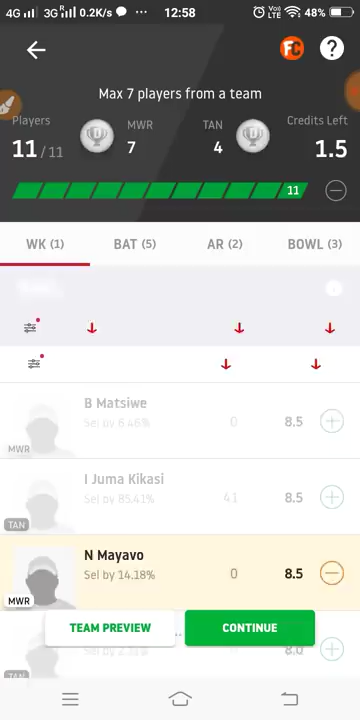 4G 3G R 0.2K/s ... 12:58 Vo) LTE 48%
FC ?
Max 7 players from a team
Players
11/11
MWR
7
TAN
4
Credits Left
1.5
11
WK (1) BAT (5) AR (2) BOWL (3)
B Matsiwe
Sel by 6.46%
0 8.5
MWR
I Juma Kikasi
Sel by 85.41%
41 8.5
TAN
N Mayavo
Sel by 14.18%
0 8.5
MWR
TEAM PREVIEW
CONTINUE
8.0
TAN